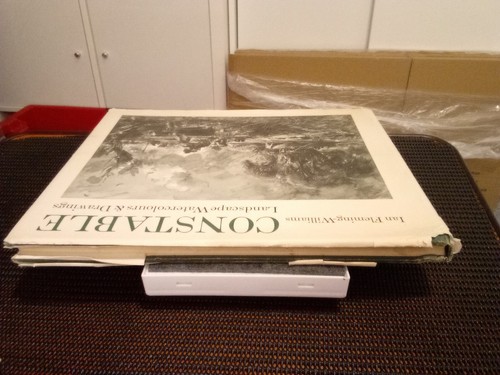 CONSTABLE
Landscape Watercolours & Drawings
Ian Fleming-Williams